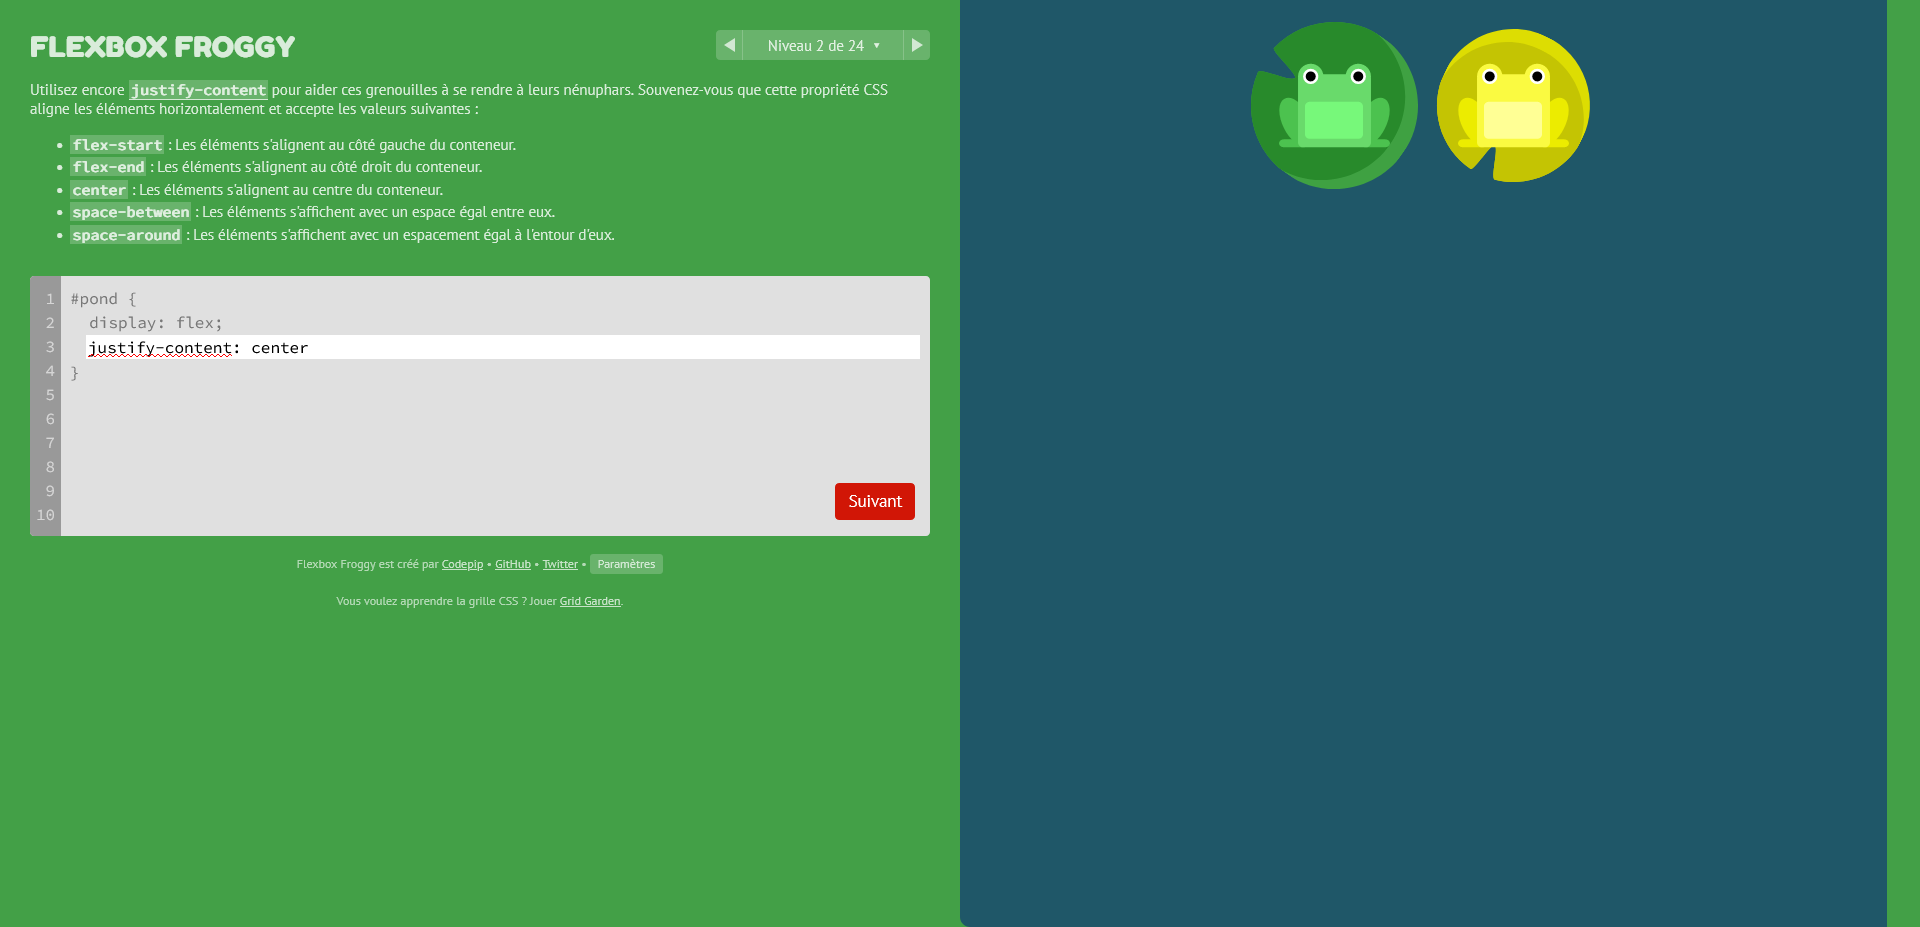 FLEXBOX FROGGY
Niveau 2 de 24 ▼
Utilisez encore justify-content pour aider ces grenouilles à se rendre à leurs nénuphars. Souvenez-vous que cette propriété CSS
aligne les éléments horizontalement et accepte les valeurs suivantes :
• flex-start : Les éléments s'alignent au côté gauche du conteneur.
• flex-end : Les éléments s'alignent au côté droit du conteneur.
• center : Les éléments s'alignent au centre du conteneur.
• space-between : Les éléments s'affichent avec un espace égal entre eux.
• space-around : Les éléments s'affichent avec un espacement égal à l'entour d'eux.
1 #pond {
2 display: flex;
3 justify-content: center
4 }
5
6
7
8
9
10
Suivant
Flexbox Froggy est créé par Codepip • GitHub • Twitter • Paramètres
Vous voulez apprendre la grille CSS ? Jouer Grid Garden.